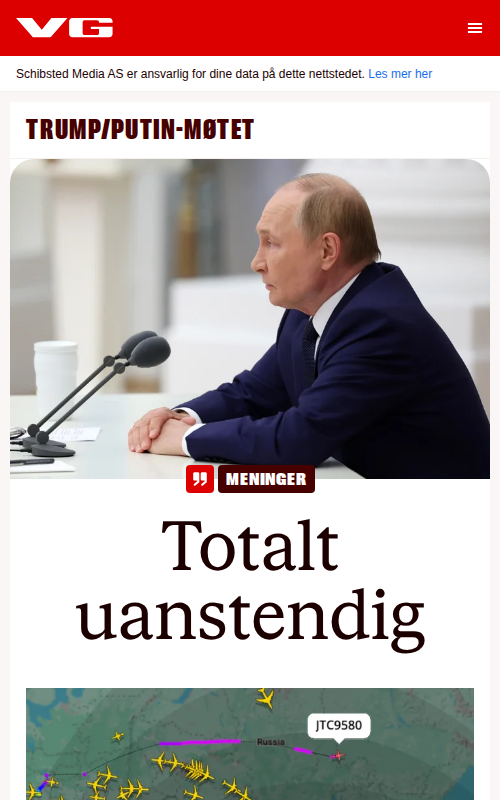 VG
Schibsted Media AS er ansvarlig for dine data på dette nettstedet. Les mer her
TRUMP/PUTIN-MØTET
MENINGER
Totalt
uanstendig
JTC9580
Russia